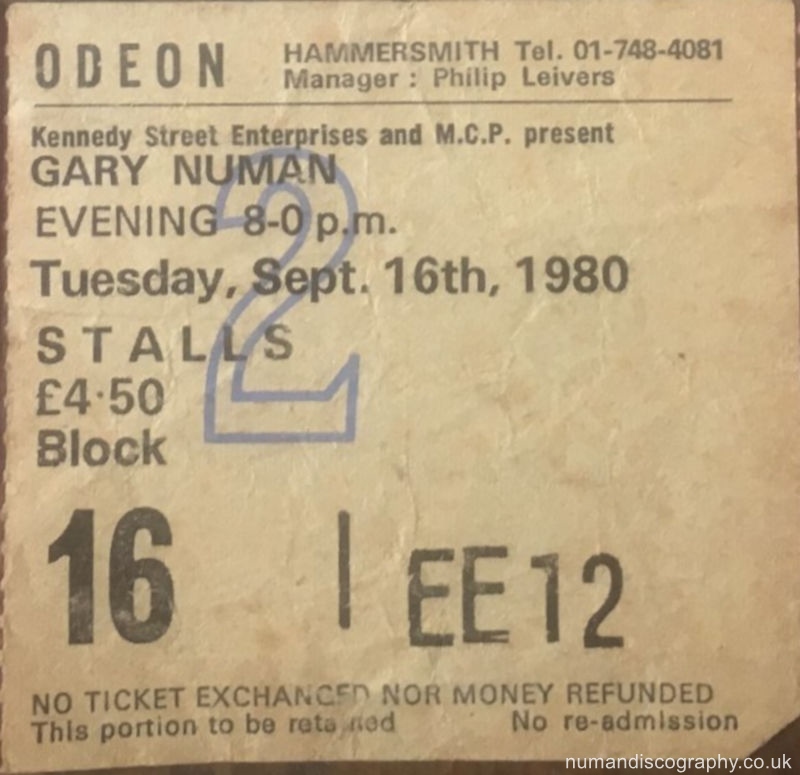 ODEON
HAMMERSMITH Tel. 01-748-4081
Manager : Philip Leivers
Kennedy Street Enterprises and M.C.P. present
GARY NUMAN
EVENING 8-0 p.m.
Tuesday, Sept. 16th, 1980
2
STALLS
£4·50
Block
16 | EE 12
NO TICKET EXCHANGED NOR MONEY REFUNDED
This portion to be retained No re-admission
numandiscography.co.uk